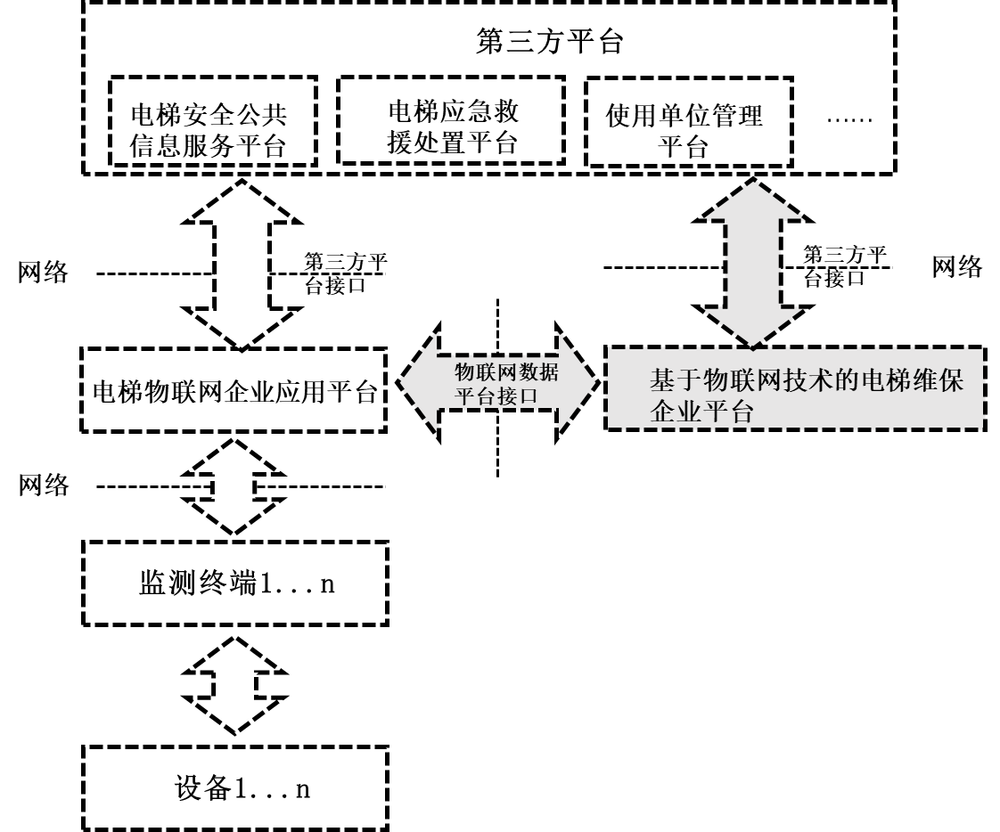 第三方平台
电梯安全公共
信息服务平台
电梯应急救
援处置平台
使用单位管理
平台
……
网络
第三方平
台接口
第三方平
台接口
网络
电梯物联网企业应用平台
物联网数据
平台接口
基于物联网技术的电梯维保
企业平台
网络
监测终端1...n
设备1...n